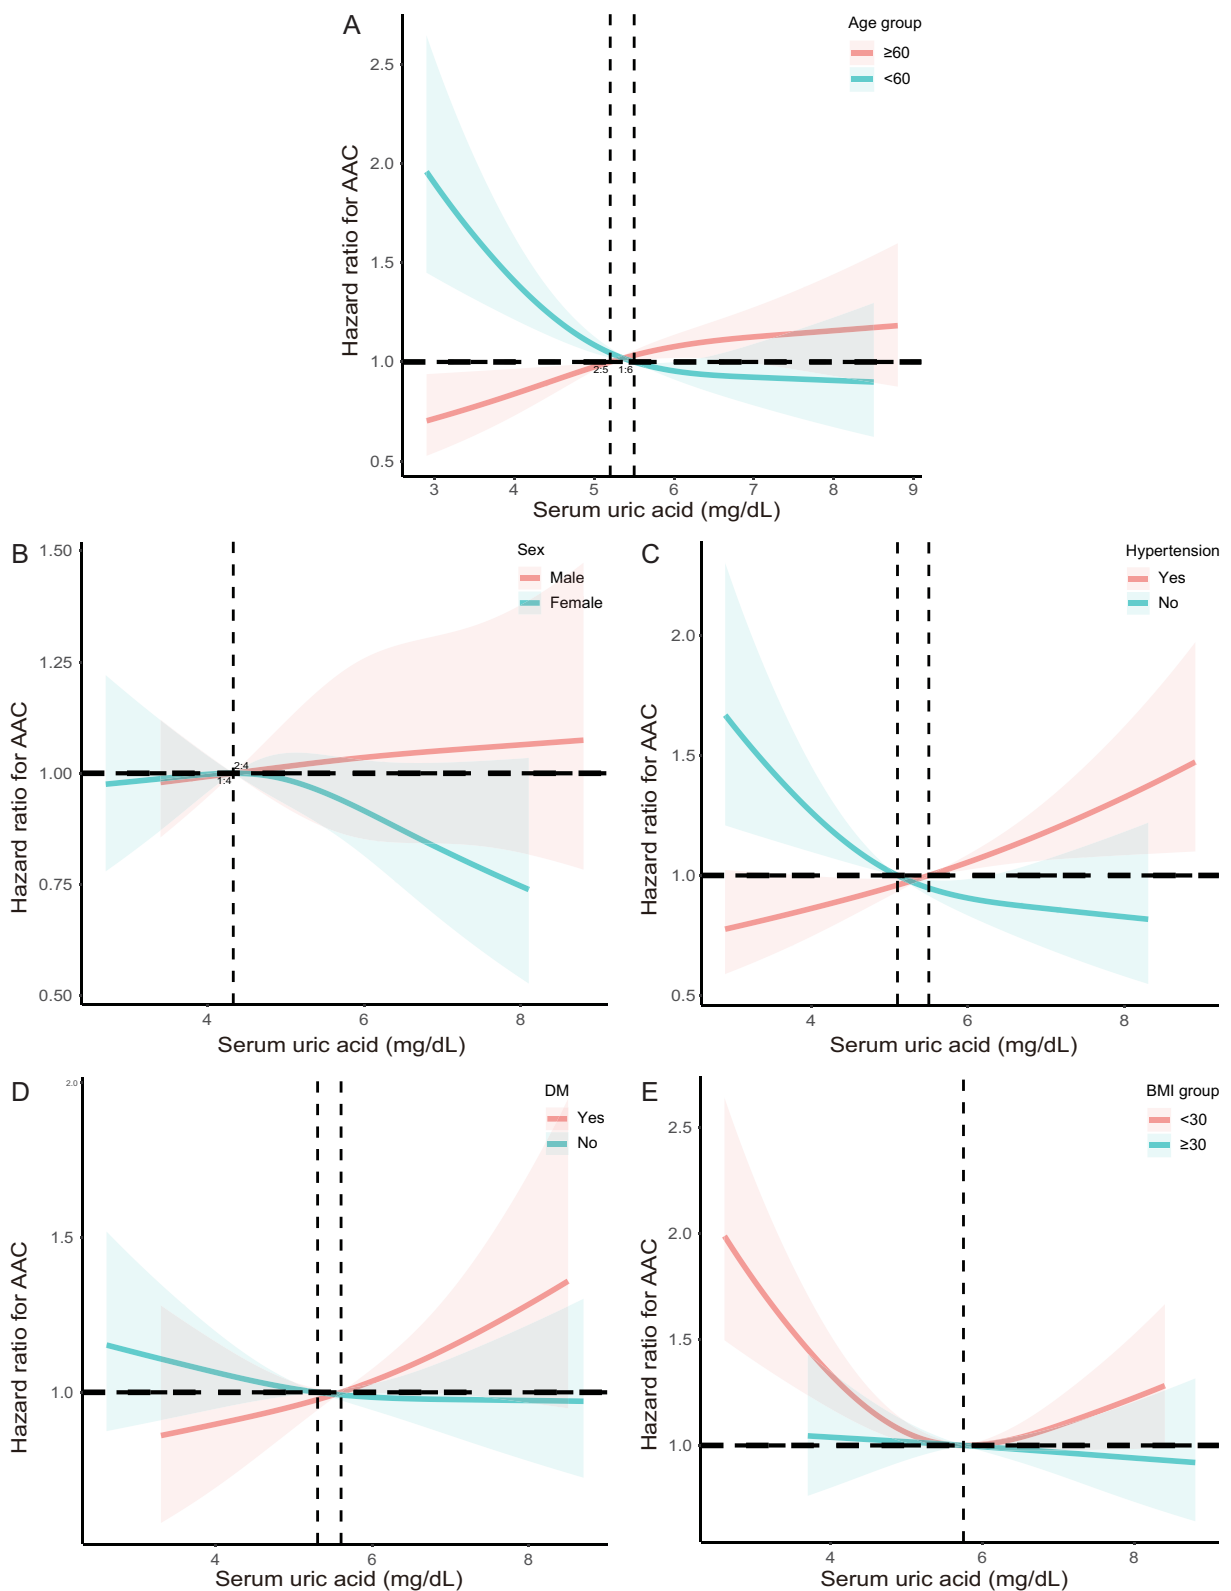 A
Age group
≥60
<60
Hazard ratio for AAC
2.5
2.0
1.5
1.0
0.5
2:5 1:6
3 4 5 6 7 8 9
Serum uric acid (mg/dL)
B
Sex
Male
Female
Hazard ratio for AAC
1.50
1.25
1.00
0.75
0.50
2:4
1:4
4 6 8
Serum uric acid (mg/dL)
C
Hypertension
Yes
No
Hazard ratio for AAC
2.0
1.5
1.0
0.5
4 6 8
Serum uric acid (mg/dL)
D
DM
Yes
No
Hazard ratio for AAC
2.0
1.5
1.0
4 6 8
Serum uric acid (mg/dL)
E
BMI group
<30
≥30
Hazard ratio for AAC
2.5
2.0
1.5
1.0
4 6 8
Serum uric acid (mg/dL)